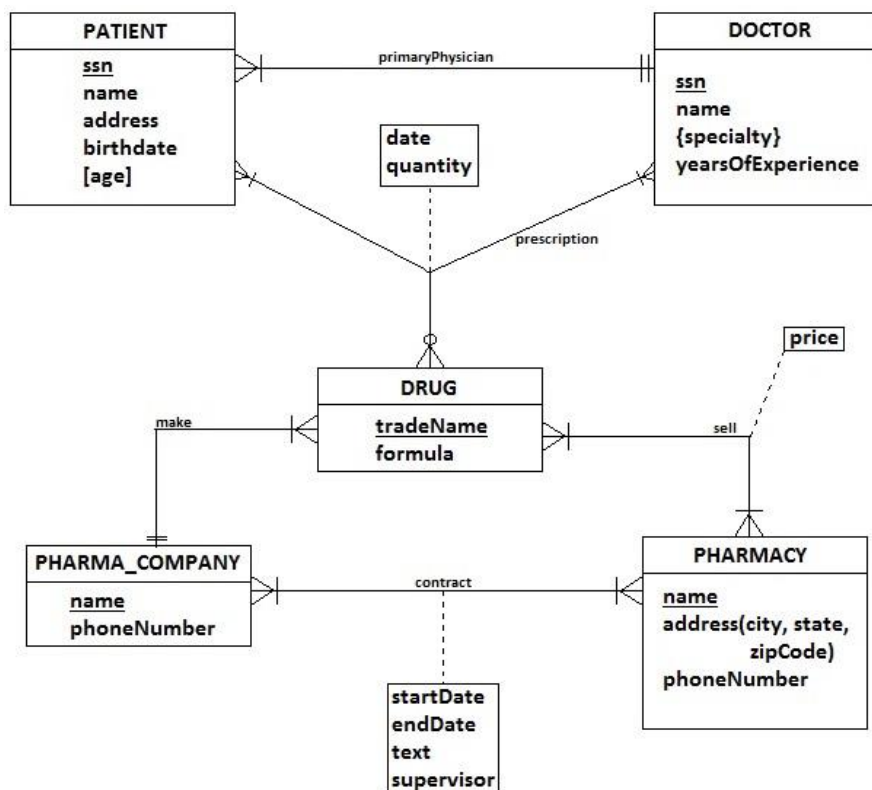 PATIENT
ssn
name
address
birthdate
[age]
primaryPhysician
DOCTOR
ssn
name
{specialty}
yearsOfExperience
date
quantity
prescription
price
DRUG
tradeName
formula
make
sell
PHARMA_COMPANY
name
phoneNumber
contract
PHARMACY
name
address(city, state,
zipCode)
phoneNumber
startDate
endDate
text
supervisor